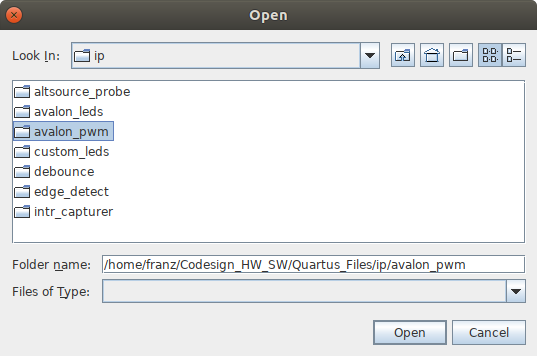 Open
Look In: ip
altsource_probe
avalon_leds
avalon_pwm
custom_leds
debounce
edge_detect
intr_capturer
Folder name: /home/franz/Codesign_HW_SW/Quartus_Files/ip/avalon_pwm
Files of Type:
Open Cancel